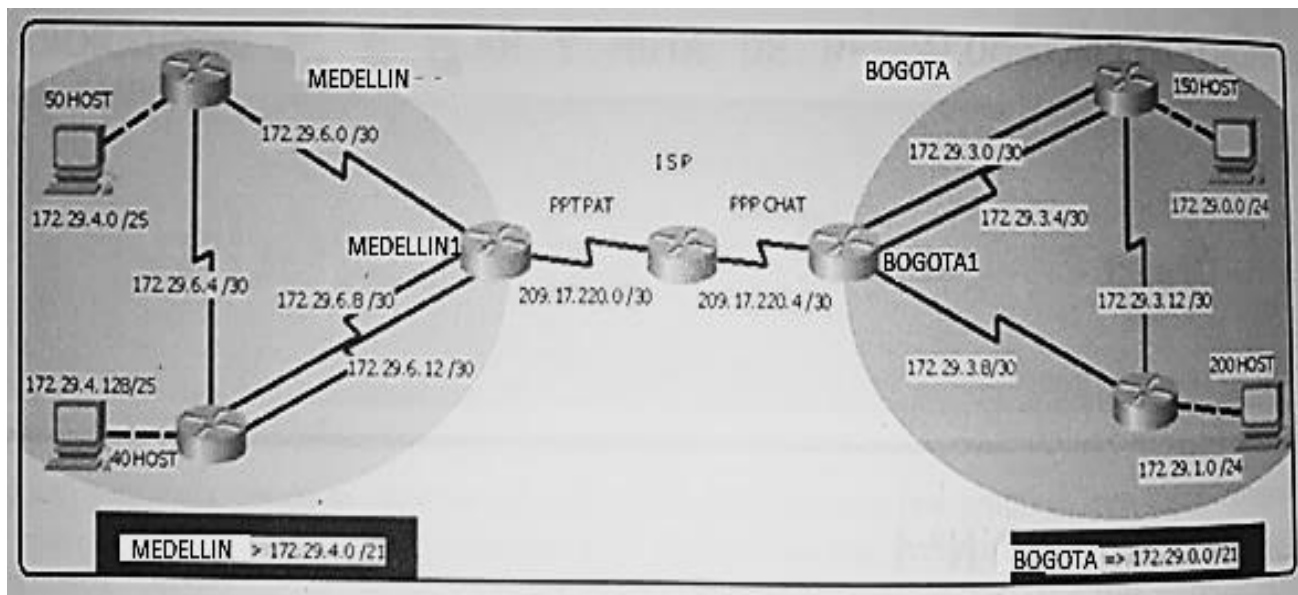 MEDELLIN - -
50 HOST
172.29.6.0 /30
172.29.4.0 /25
MEDELLIN1
172.29.6.4 /30
172.29.6.8 /30
172.29.6.12 /30
172.29.4.128/25
40 HOST
MEDELLIN > 172.29.4.0 /21
ISP
PPT PAT
PPP CHAT
209.17.220.0/30
209.17.220.4/30
BOGOTA
150 HOST
172.29.3.0 /30
172.29.3.4/30
172.29.0.0 /24
BOGOTA1
172.29.3.12 /30
172.29.3.8/30
200 HOST
172.29.1.0 /24
BOGOTA => 172.29.0.0 /21